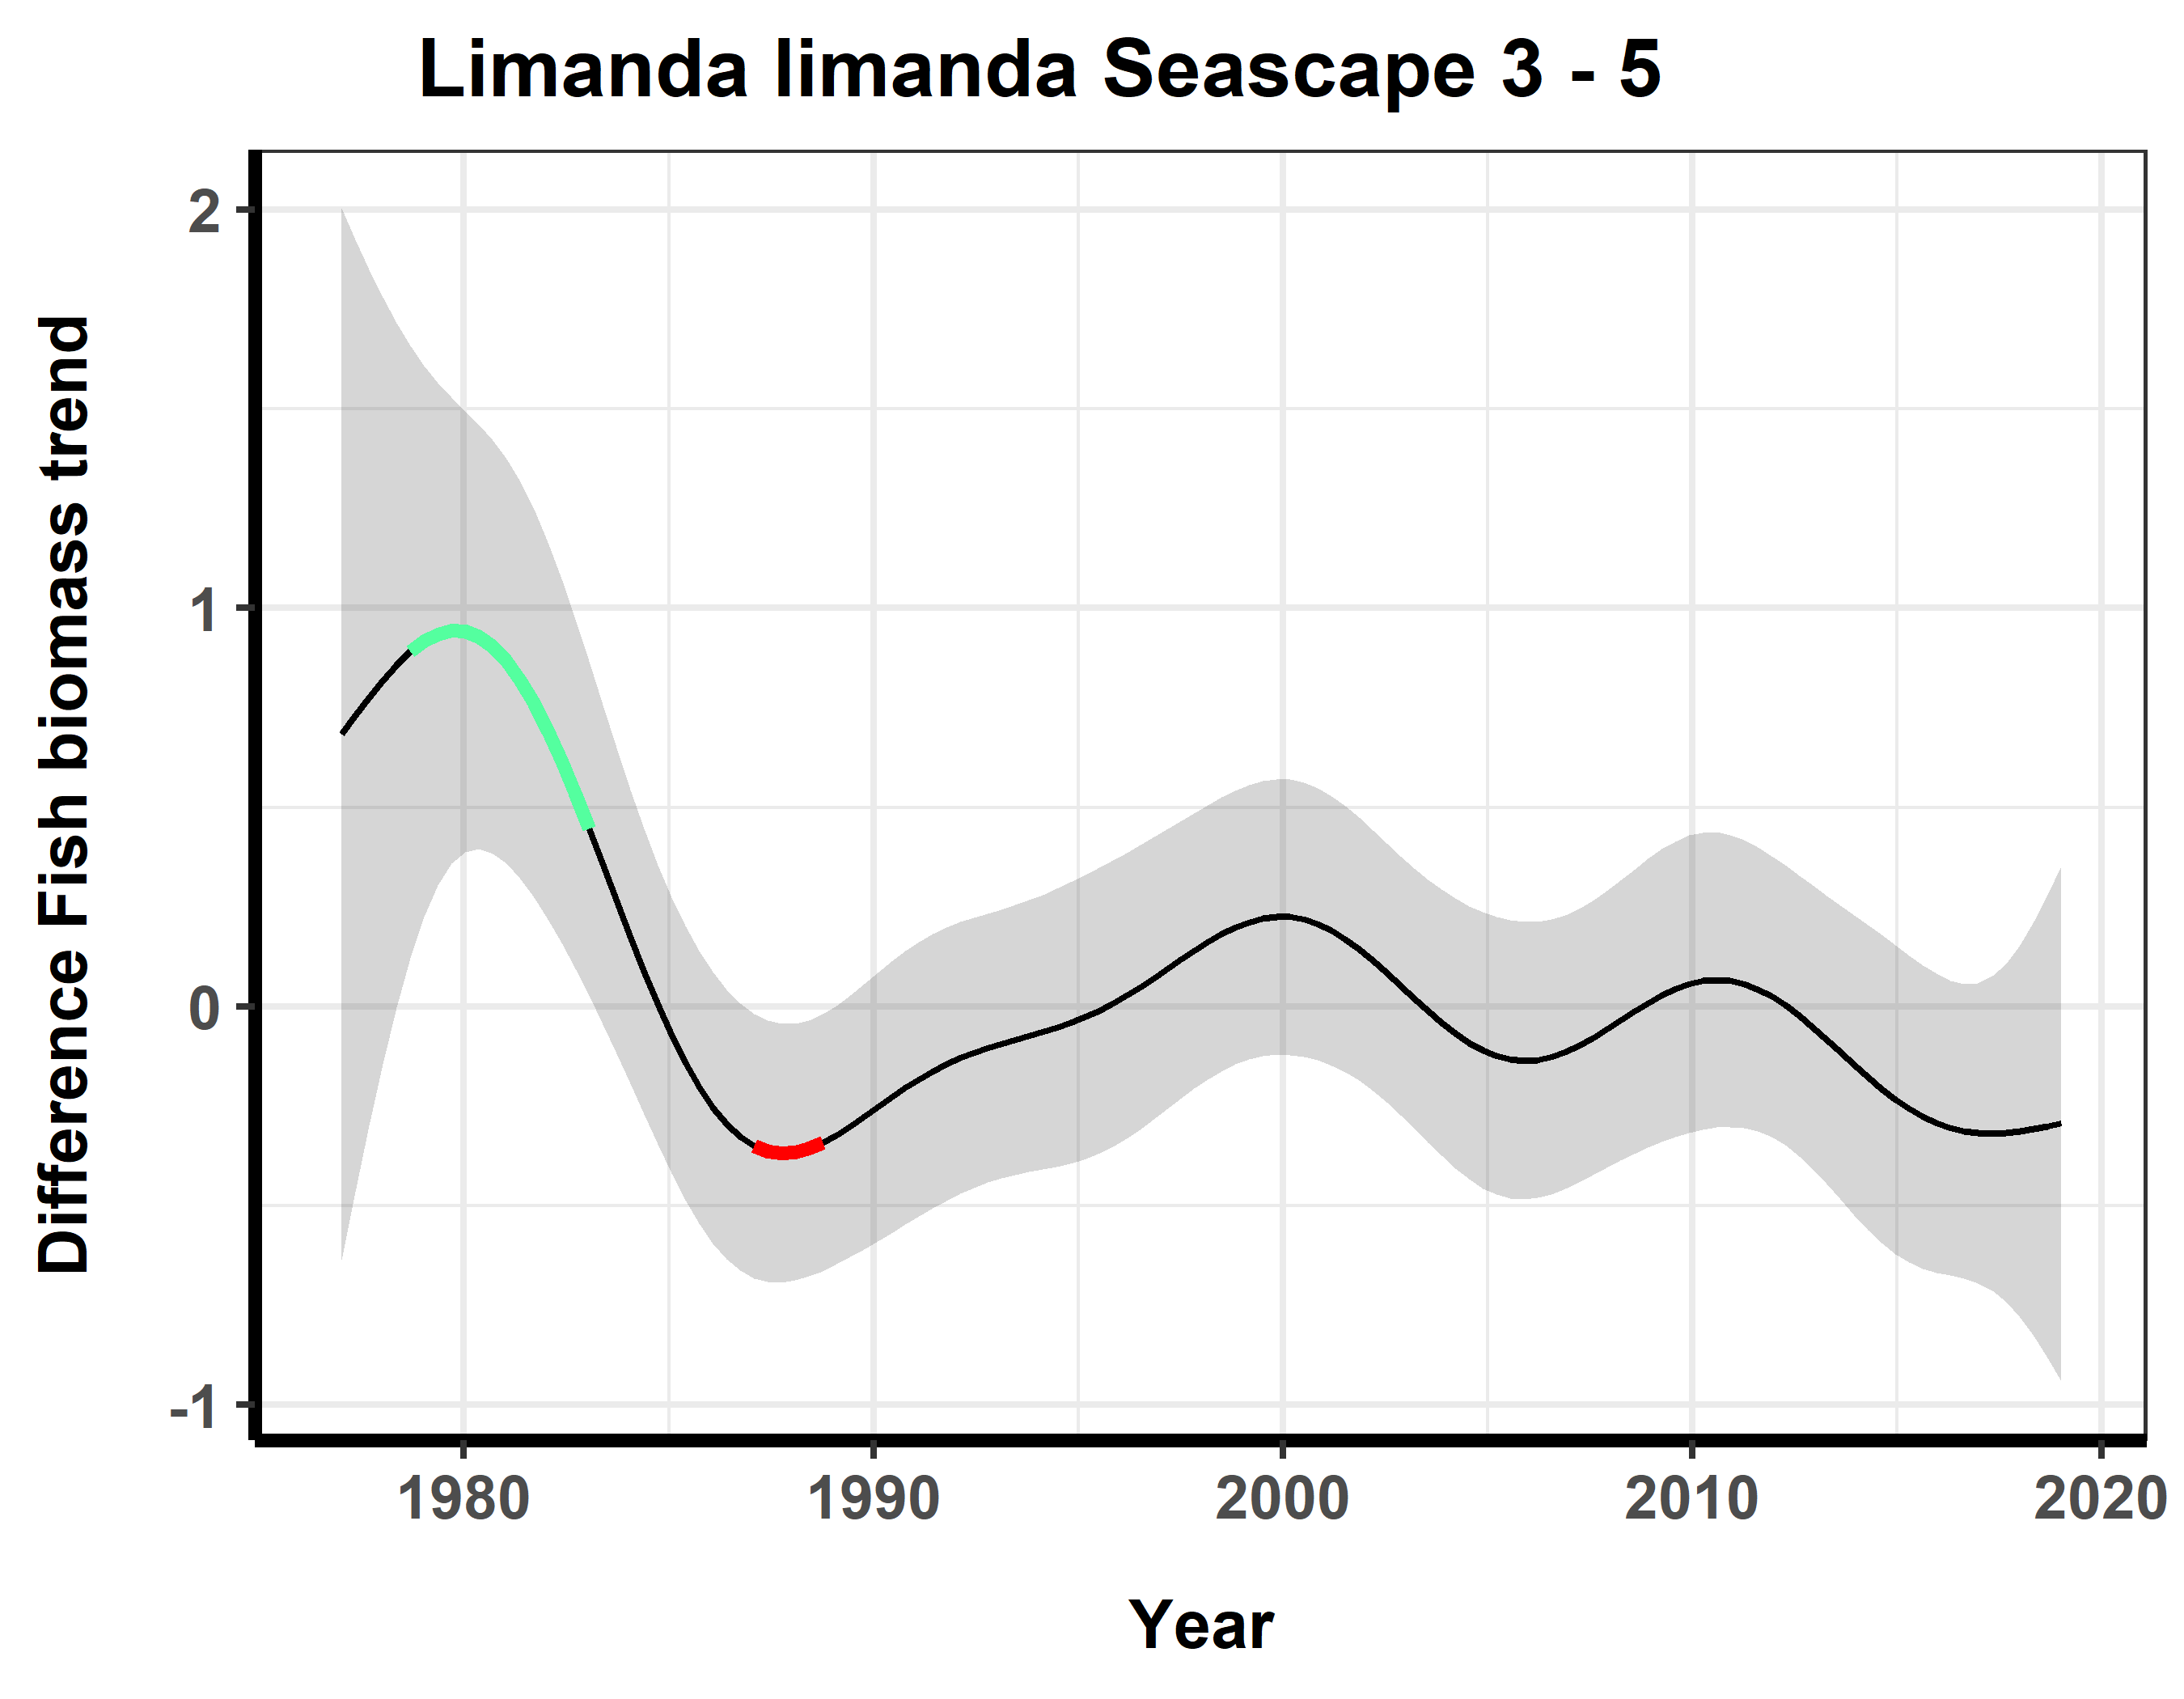 Limanda limanda Seascape 3 - 5
Difference Fish biomass trend
2
1
0
-1
1980 1990 2000 2010 2020
Year